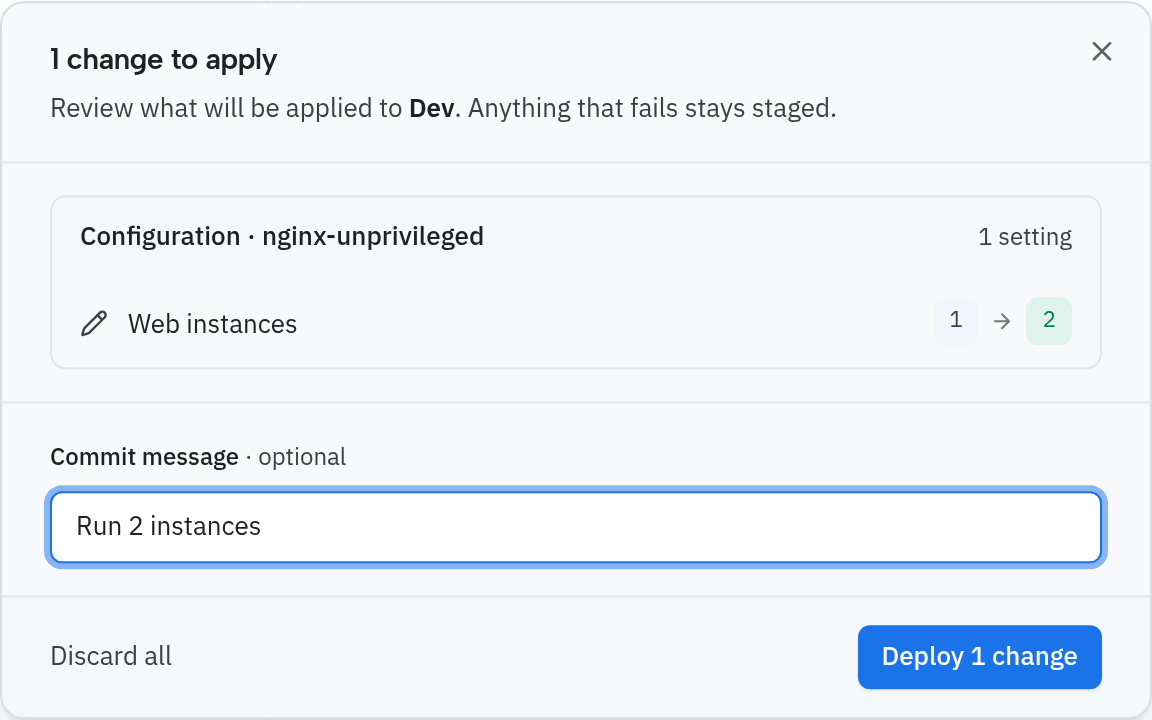 1 change to apply
Review what will be applied to Dev. Anything that fails stays staged.
Configuration · nginx-unprivileged 1 setting
Web instances 1 → 2
Commit message · optional
Run 2 instances
Discard all Deploy 1 change